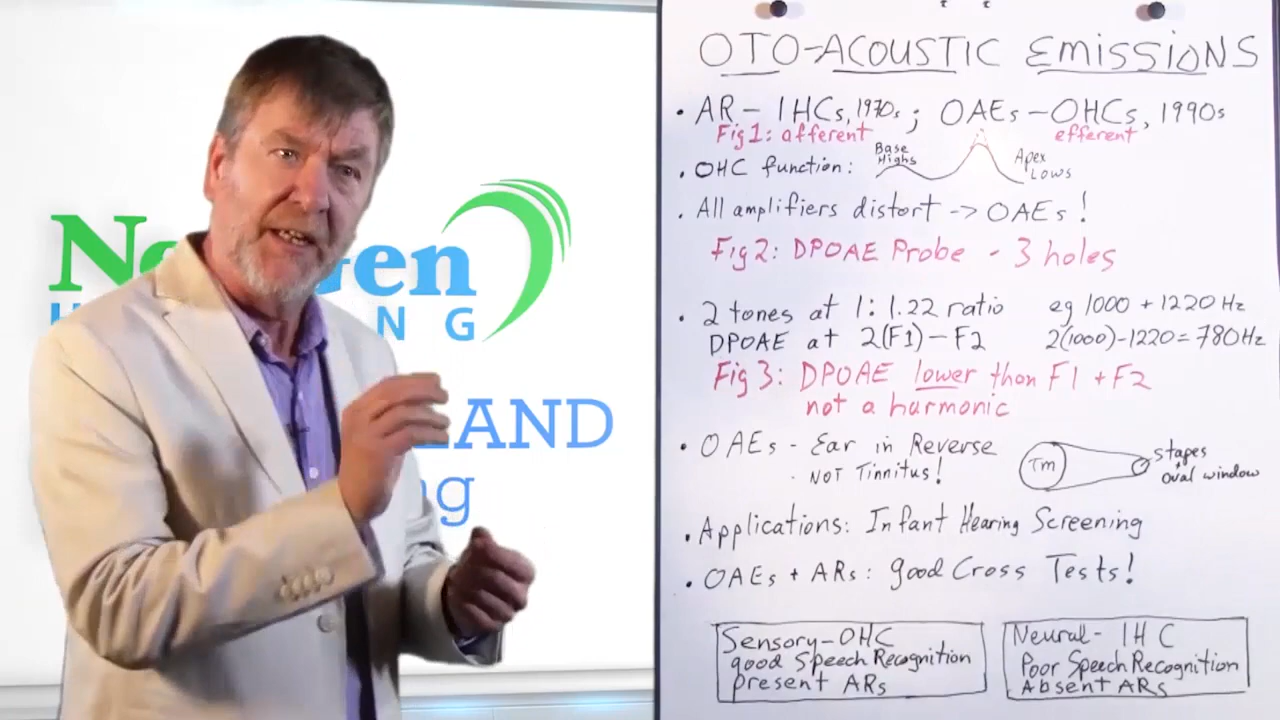 OTO-ACOUSTIC EMISSIONS
• AR - IHCs, 1970s; OAEs - OHCs, 1990s
Fig 1: afferent efferent
• OHC function: Base Highs Apex Lows
• All amplifiers distort -> OAEs!
Fig 2: DPOAE Probe - 3 holes
• 2 tones at 1: 1.22 ratio eg 1000 + 1220 Hz
DPOAE at 2(F1) - F2 2(1000)-1220 = 780Hz
Fig 3: DPOAE lower than F1 + F2
not a harmonic
• OAEs - Ear in Reverse
• NOT Tinnitus!
TM stapes
oval window
• Applications: Infant Hearing Screening
• OAEs + ARs: good Cross Tests!
Sensory-OHC
good Speech Recognition
present ARs
Neural- IHC
Poor Speech Recognition
Absent ARs